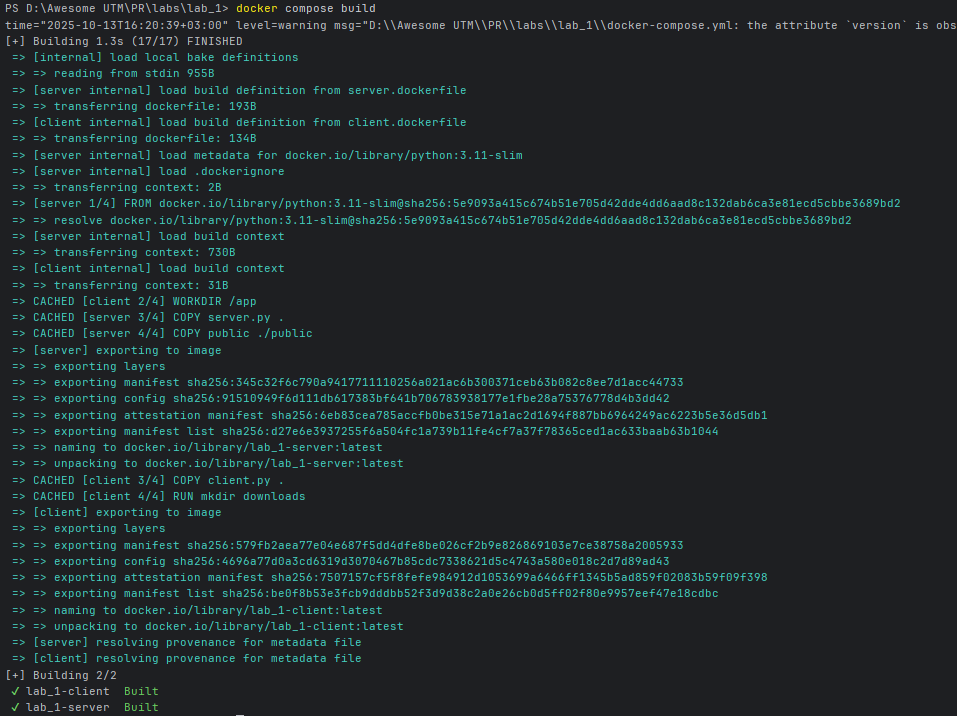 PS D:\Awesome UTM\PR\labs\lab_1> docker compose build
time="2025-10-13T16:20:39+03:00" level=warning msg="D:\\Awesome UTM\\PR\\labs\\lab_1\\docker-compose.yml: the attribute `version` is obs
[+] Building 1.3s (17/17) FINISHED
=> [internal] load local bake definitions
=> => reading from stdin 955B
=> [server internal] load build definition from server.dockerfile
=> => transferring dockerfile: 193B
=> [client internal] load build definition from client.dockerfile
=> => transferring dockerfile: 134B
=> [server internal] load metadata for docker.io/library/python:3.11-slim
=> [server internal] load .dockerignore
=> => transferring context: 2B
=> [server 1/4] FROM docker.io/library/python:3.11-slim@sha256:5e9093a415c674b51e705d42dde4dd6aad8c132dab6ca3e81ecd5cbbe3689bd2
=> => resolve docker.io/library/python:3.11-slim@sha256:5e9093a415c674b51e705d42dde4dd6aad8c132dab6ca3e81ecd5cbbe3689bd2
=> [server internal] load build context
=> => transferring context: 730B
=> [client internal] load build context
=> => transferring context: 31B
=> CACHED [client 2/4] WORKDIR /app
=> CACHED [server 3/4] COPY server.py .
=> CACHED [server 4/4] COPY public ./public
=> [server] exporting to image
=> => exporting layers
=> => exporting manifest sha256:345c32f6c790a9417711110256a021ac6b300371ceb63b082c8ee7d1acc44733
=> => exporting config sha256:91510949f6d111db617383bf641b706783938177e1fbe28a75376778d4b3dd42
=> => exporting attestation manifest sha256:6eb83cea785accfb0be315e71a1ac2d1694f887bb6964249ac6223b5e36d5db1
=> => exporting manifest list sha256:d27e6e3937255f6a504fc1a739b11fe4cf7a37f78365ced1ac633baab63b1044
=> => naming to docker.io/library/lab_1-server:latest
=> => unpacking to docker.io/library/lab_1-server:latest
=> CACHED [client 3/4] COPY client.py .
=> CACHED [client 4/4] RUN mkdir downloads
=> [client] exporting to image
=> => exporting layers
=> => exporting manifest sha256:579fb2aea77e04e687f5dd4dfe8be026cf2b9e826869103e7ce38758a2005933
=> => exporting config sha256:4696a77d0a3cd6319d3070467b85cdc7338621d5c4743a580e018c2d7d89ad43
=> => exporting attestation manifest sha256:7507157cf5f8fefe984912d1053699a6466ff1345b5ad859f02083b59f09f398
=> => exporting manifest list sha256:be0f8b53e3fcb9dddbb52f3d9d38c2a0e26cb0d5ff02f80e9957eef47e18cdbc
=> => naming to docker.io/library/lab_1-client:latest
=> => unpacking to docker.io/library/lab_1-client:latest
=> [server] resolving provenance for metadata file
=> [client] resolving provenance for metadata file
[+] Building 2/2
✓ lab_1-client  Built
✓ lab_1-server  Built